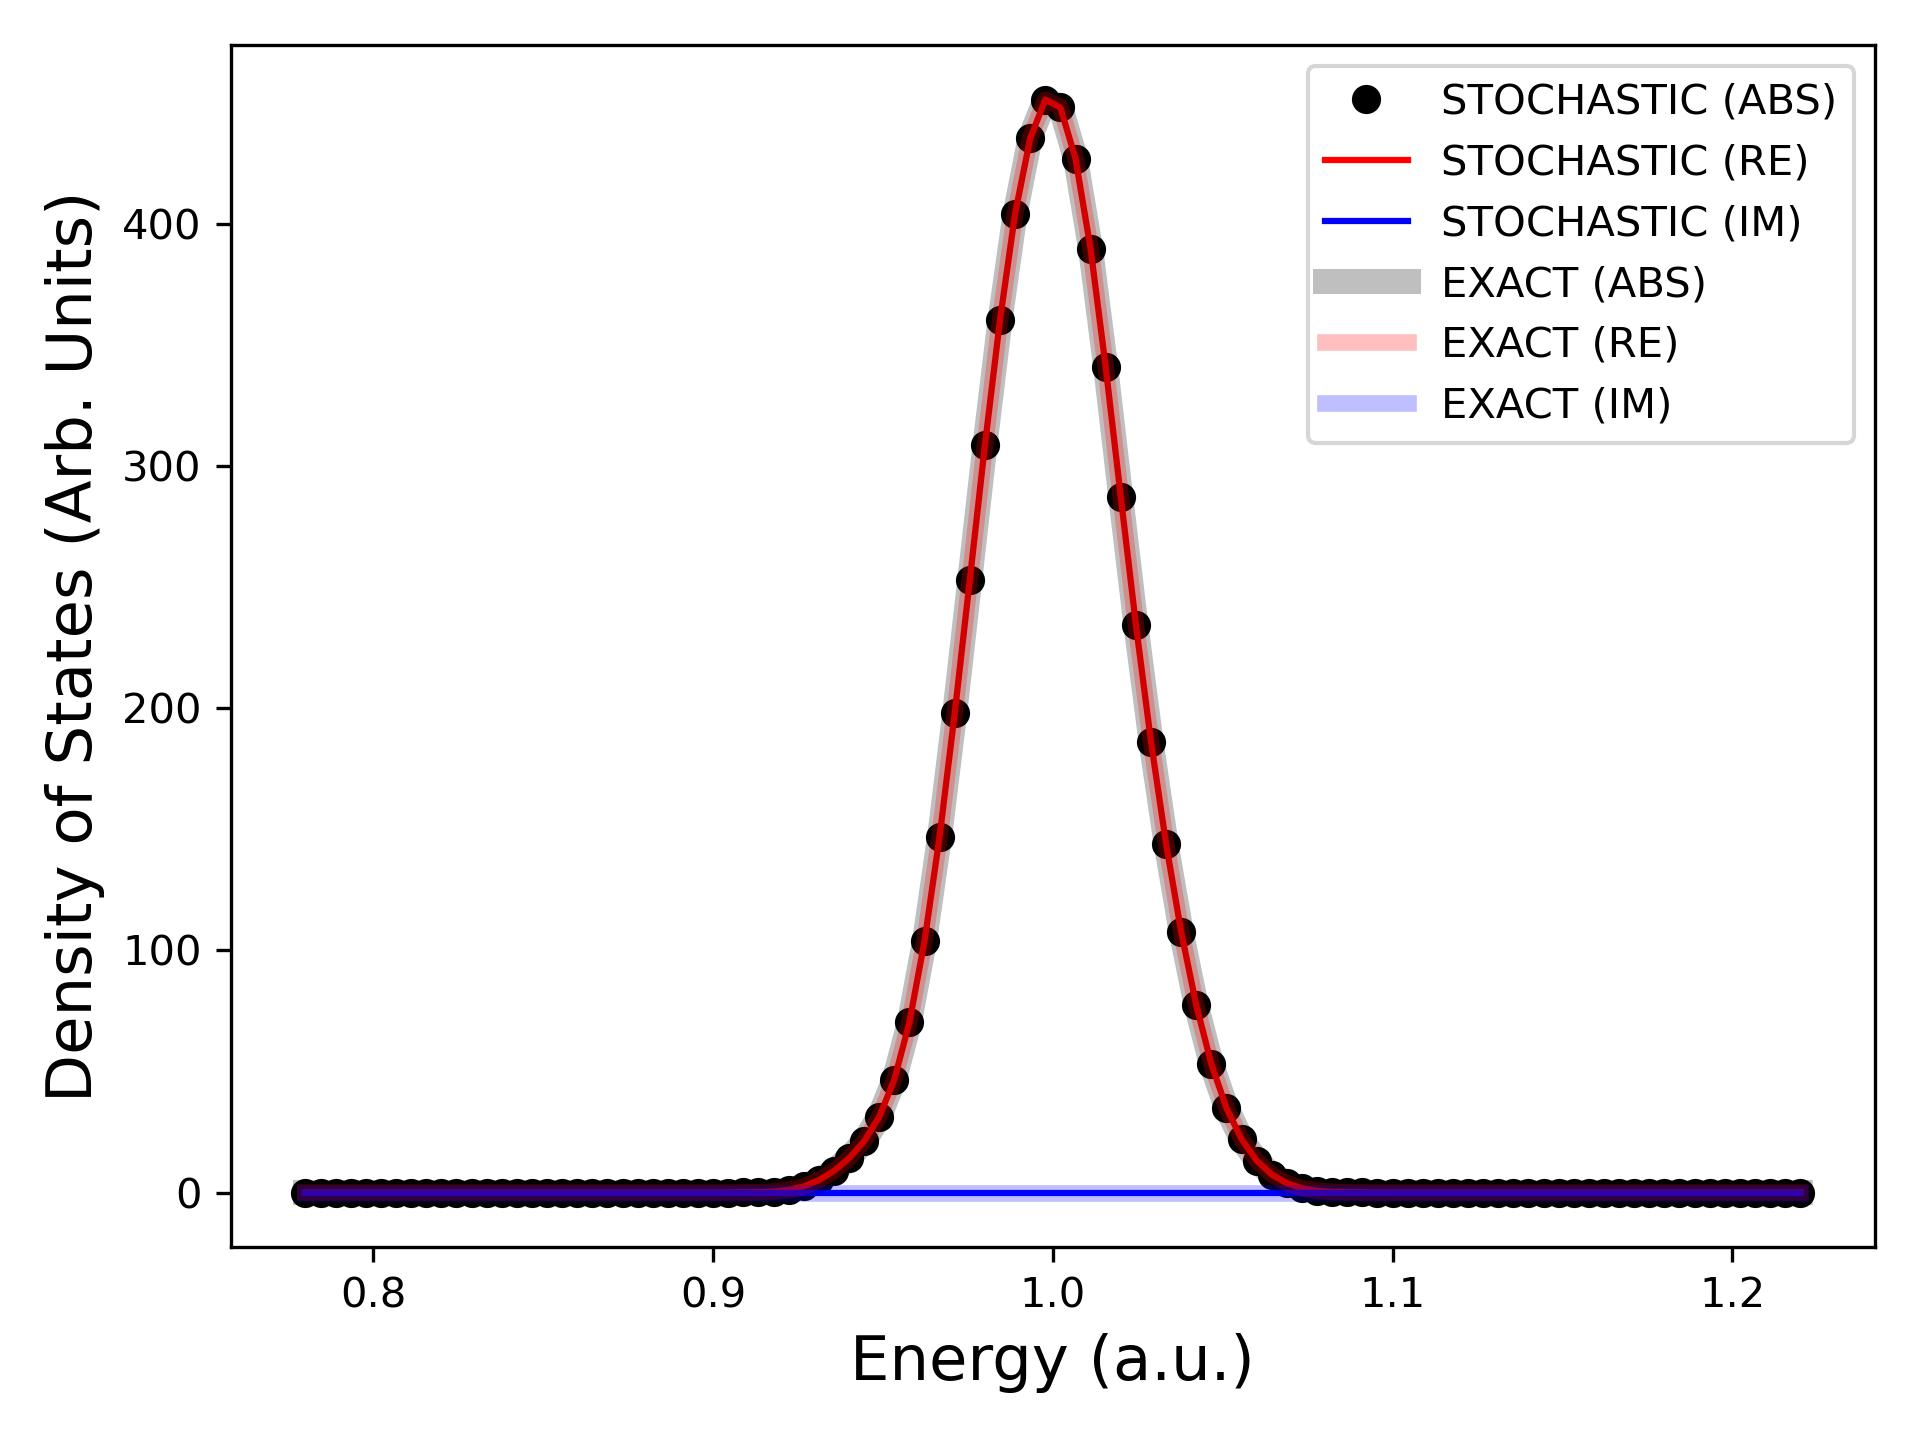 STOCHASTIC (ABS)
STOCHASTIC (RE)
STOCHASTIC (IM)
EXACT (ABS)
EXACT (RE)
EXACT (IM)
Density of States (Arb. Units)
400
300
200
100
0
0.8 0.9 1.0 1.1 1.2
Energy (a.u.)